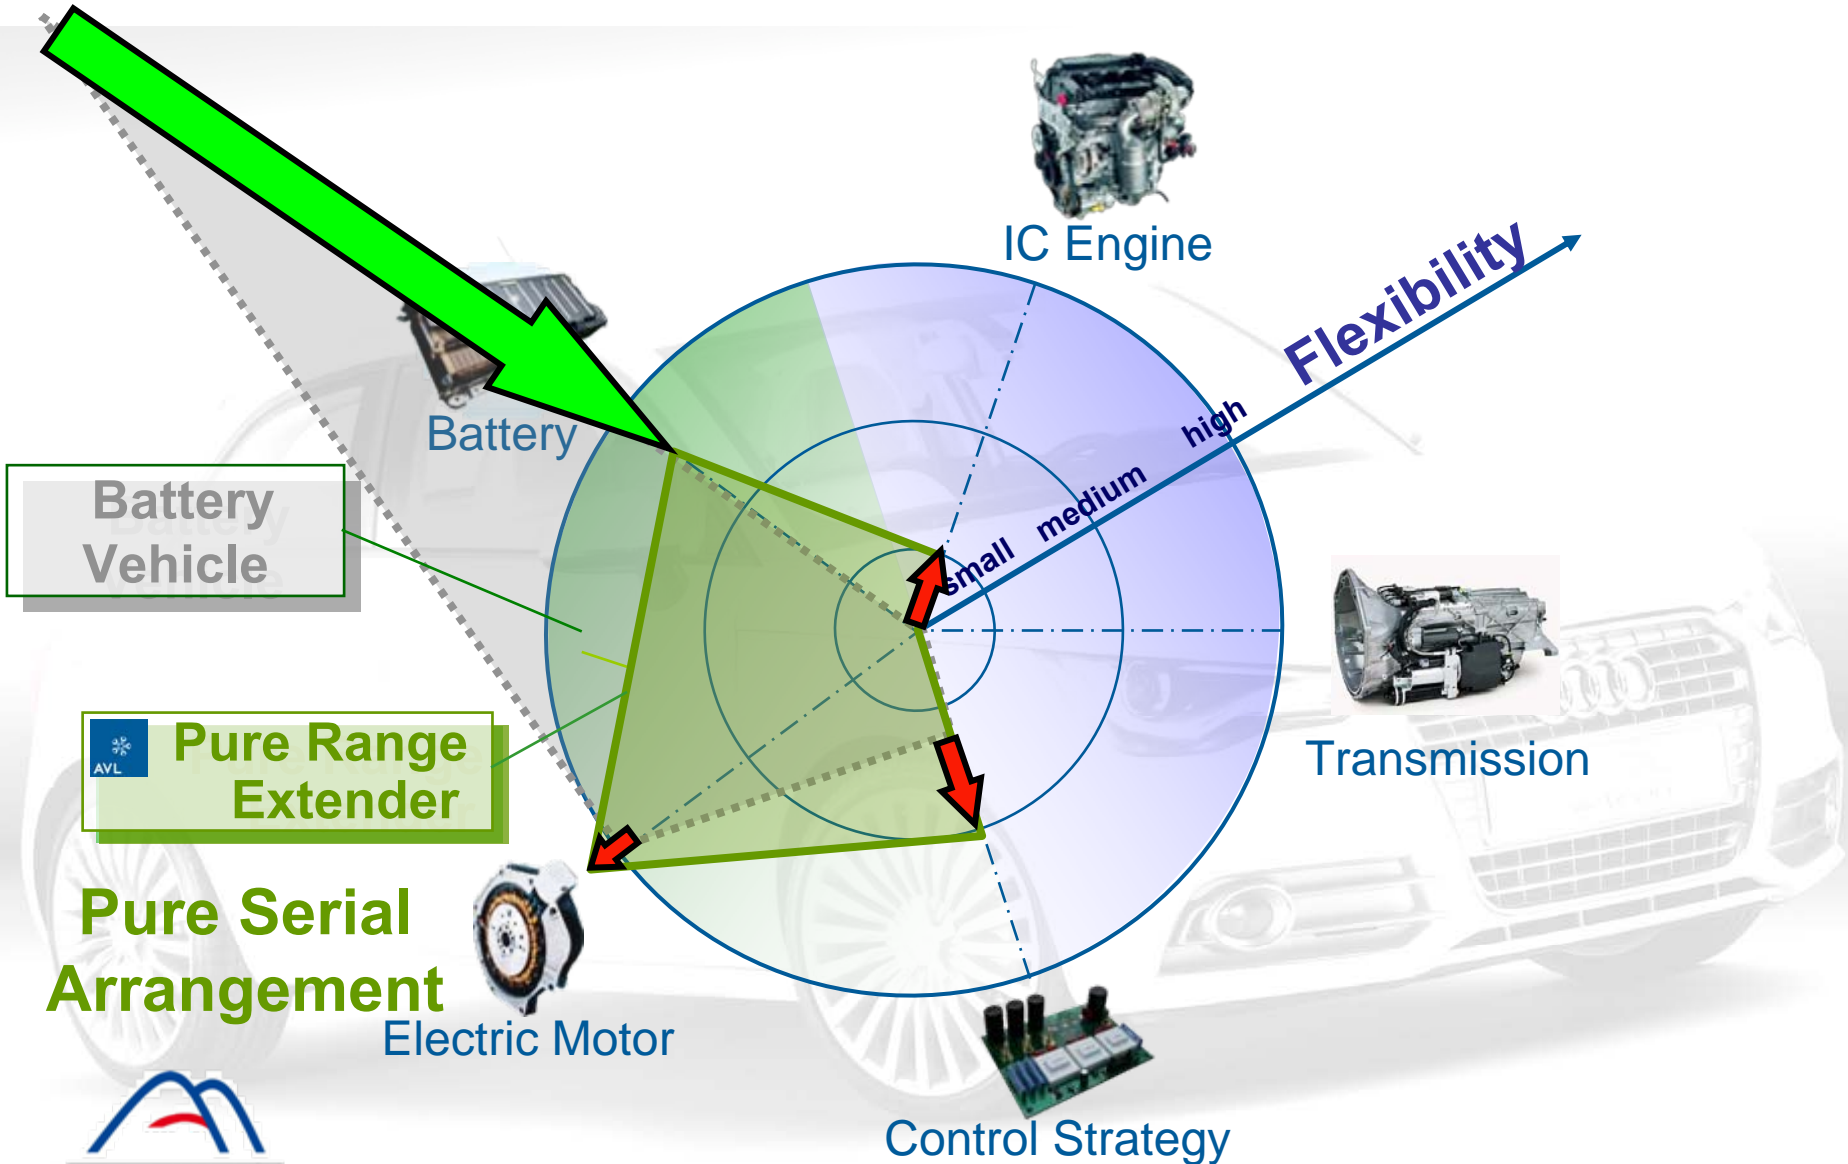 IC Engine
Flexibility
high
medium
small
Battery
Battery
Vehicle
Transmission
AVL
Pure Range
Extender
Pure Serial
Arrangement
Electric Motor
Control Strategy